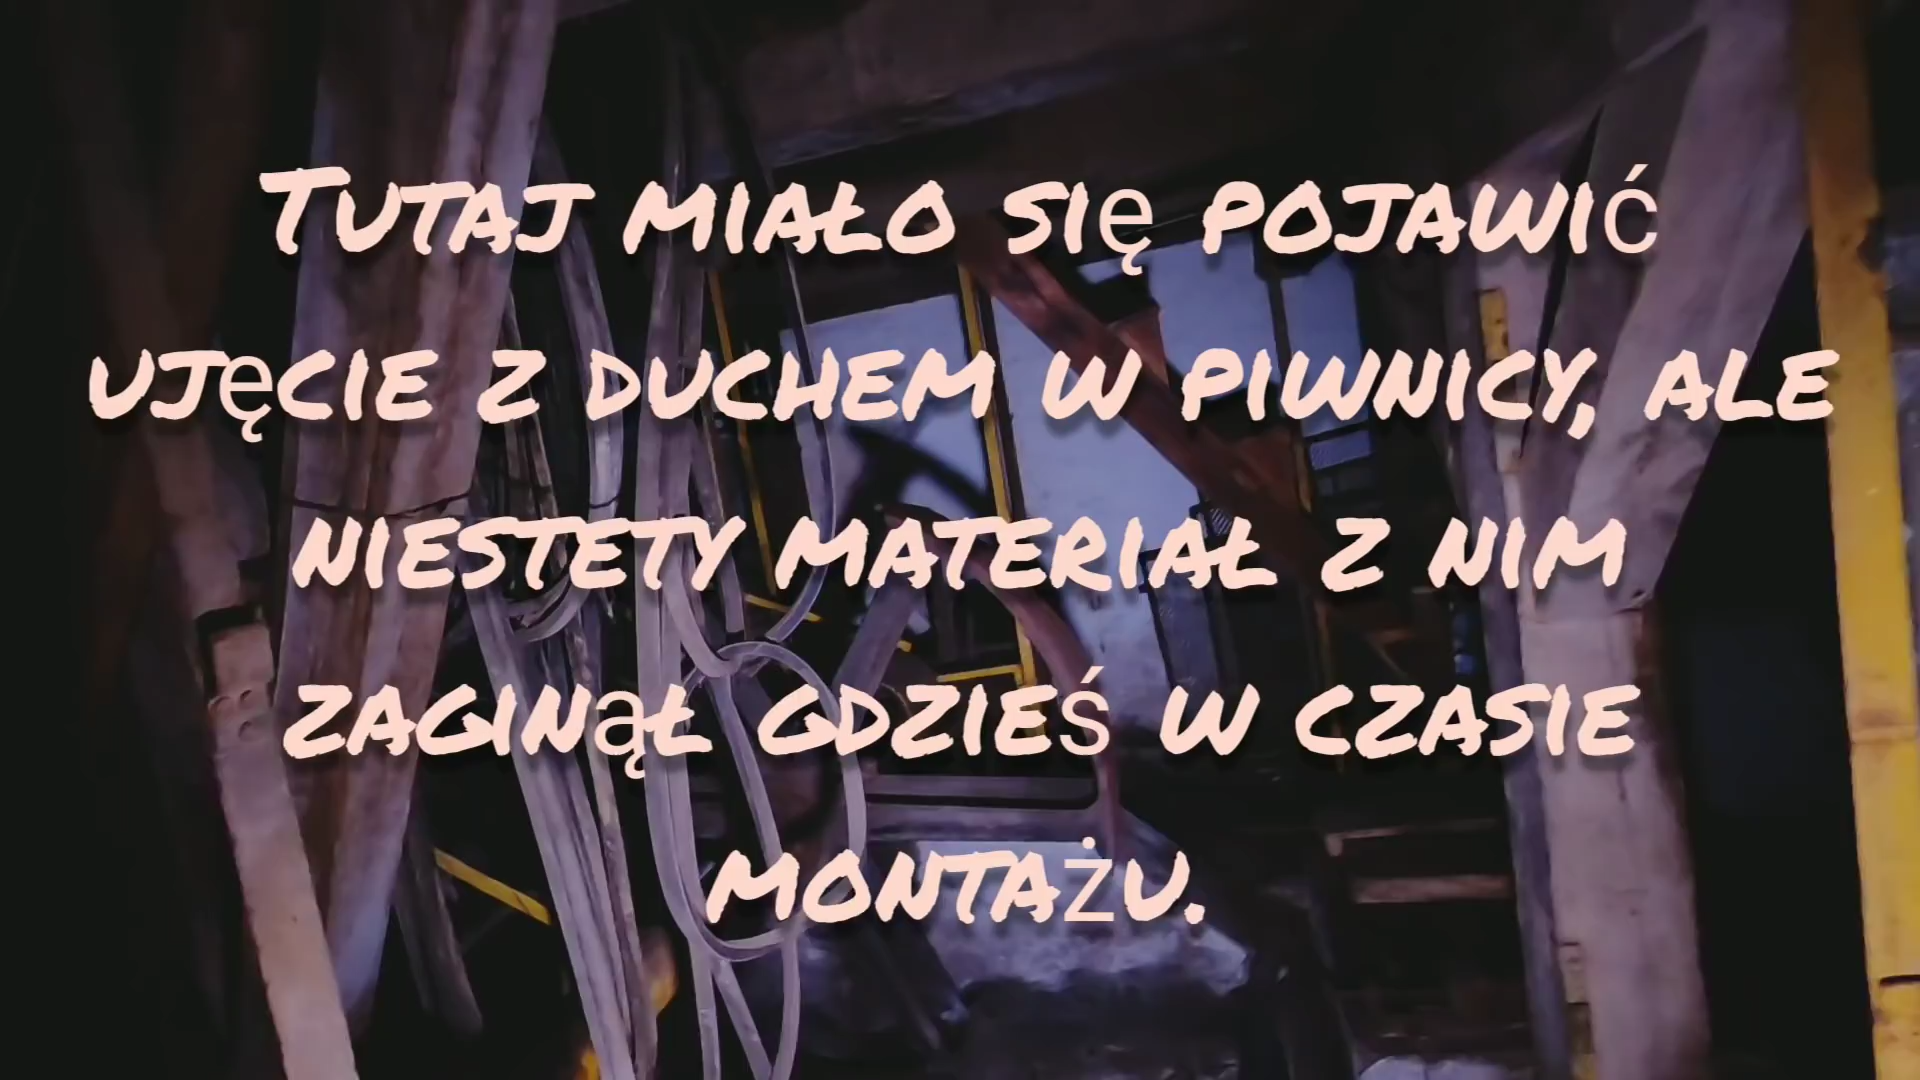 Tutaj miało się pojawić
ujęcie z duchem w piwnicy, ale
niestety materiał z nim
zaginął gdzieś w czasie
montażu.